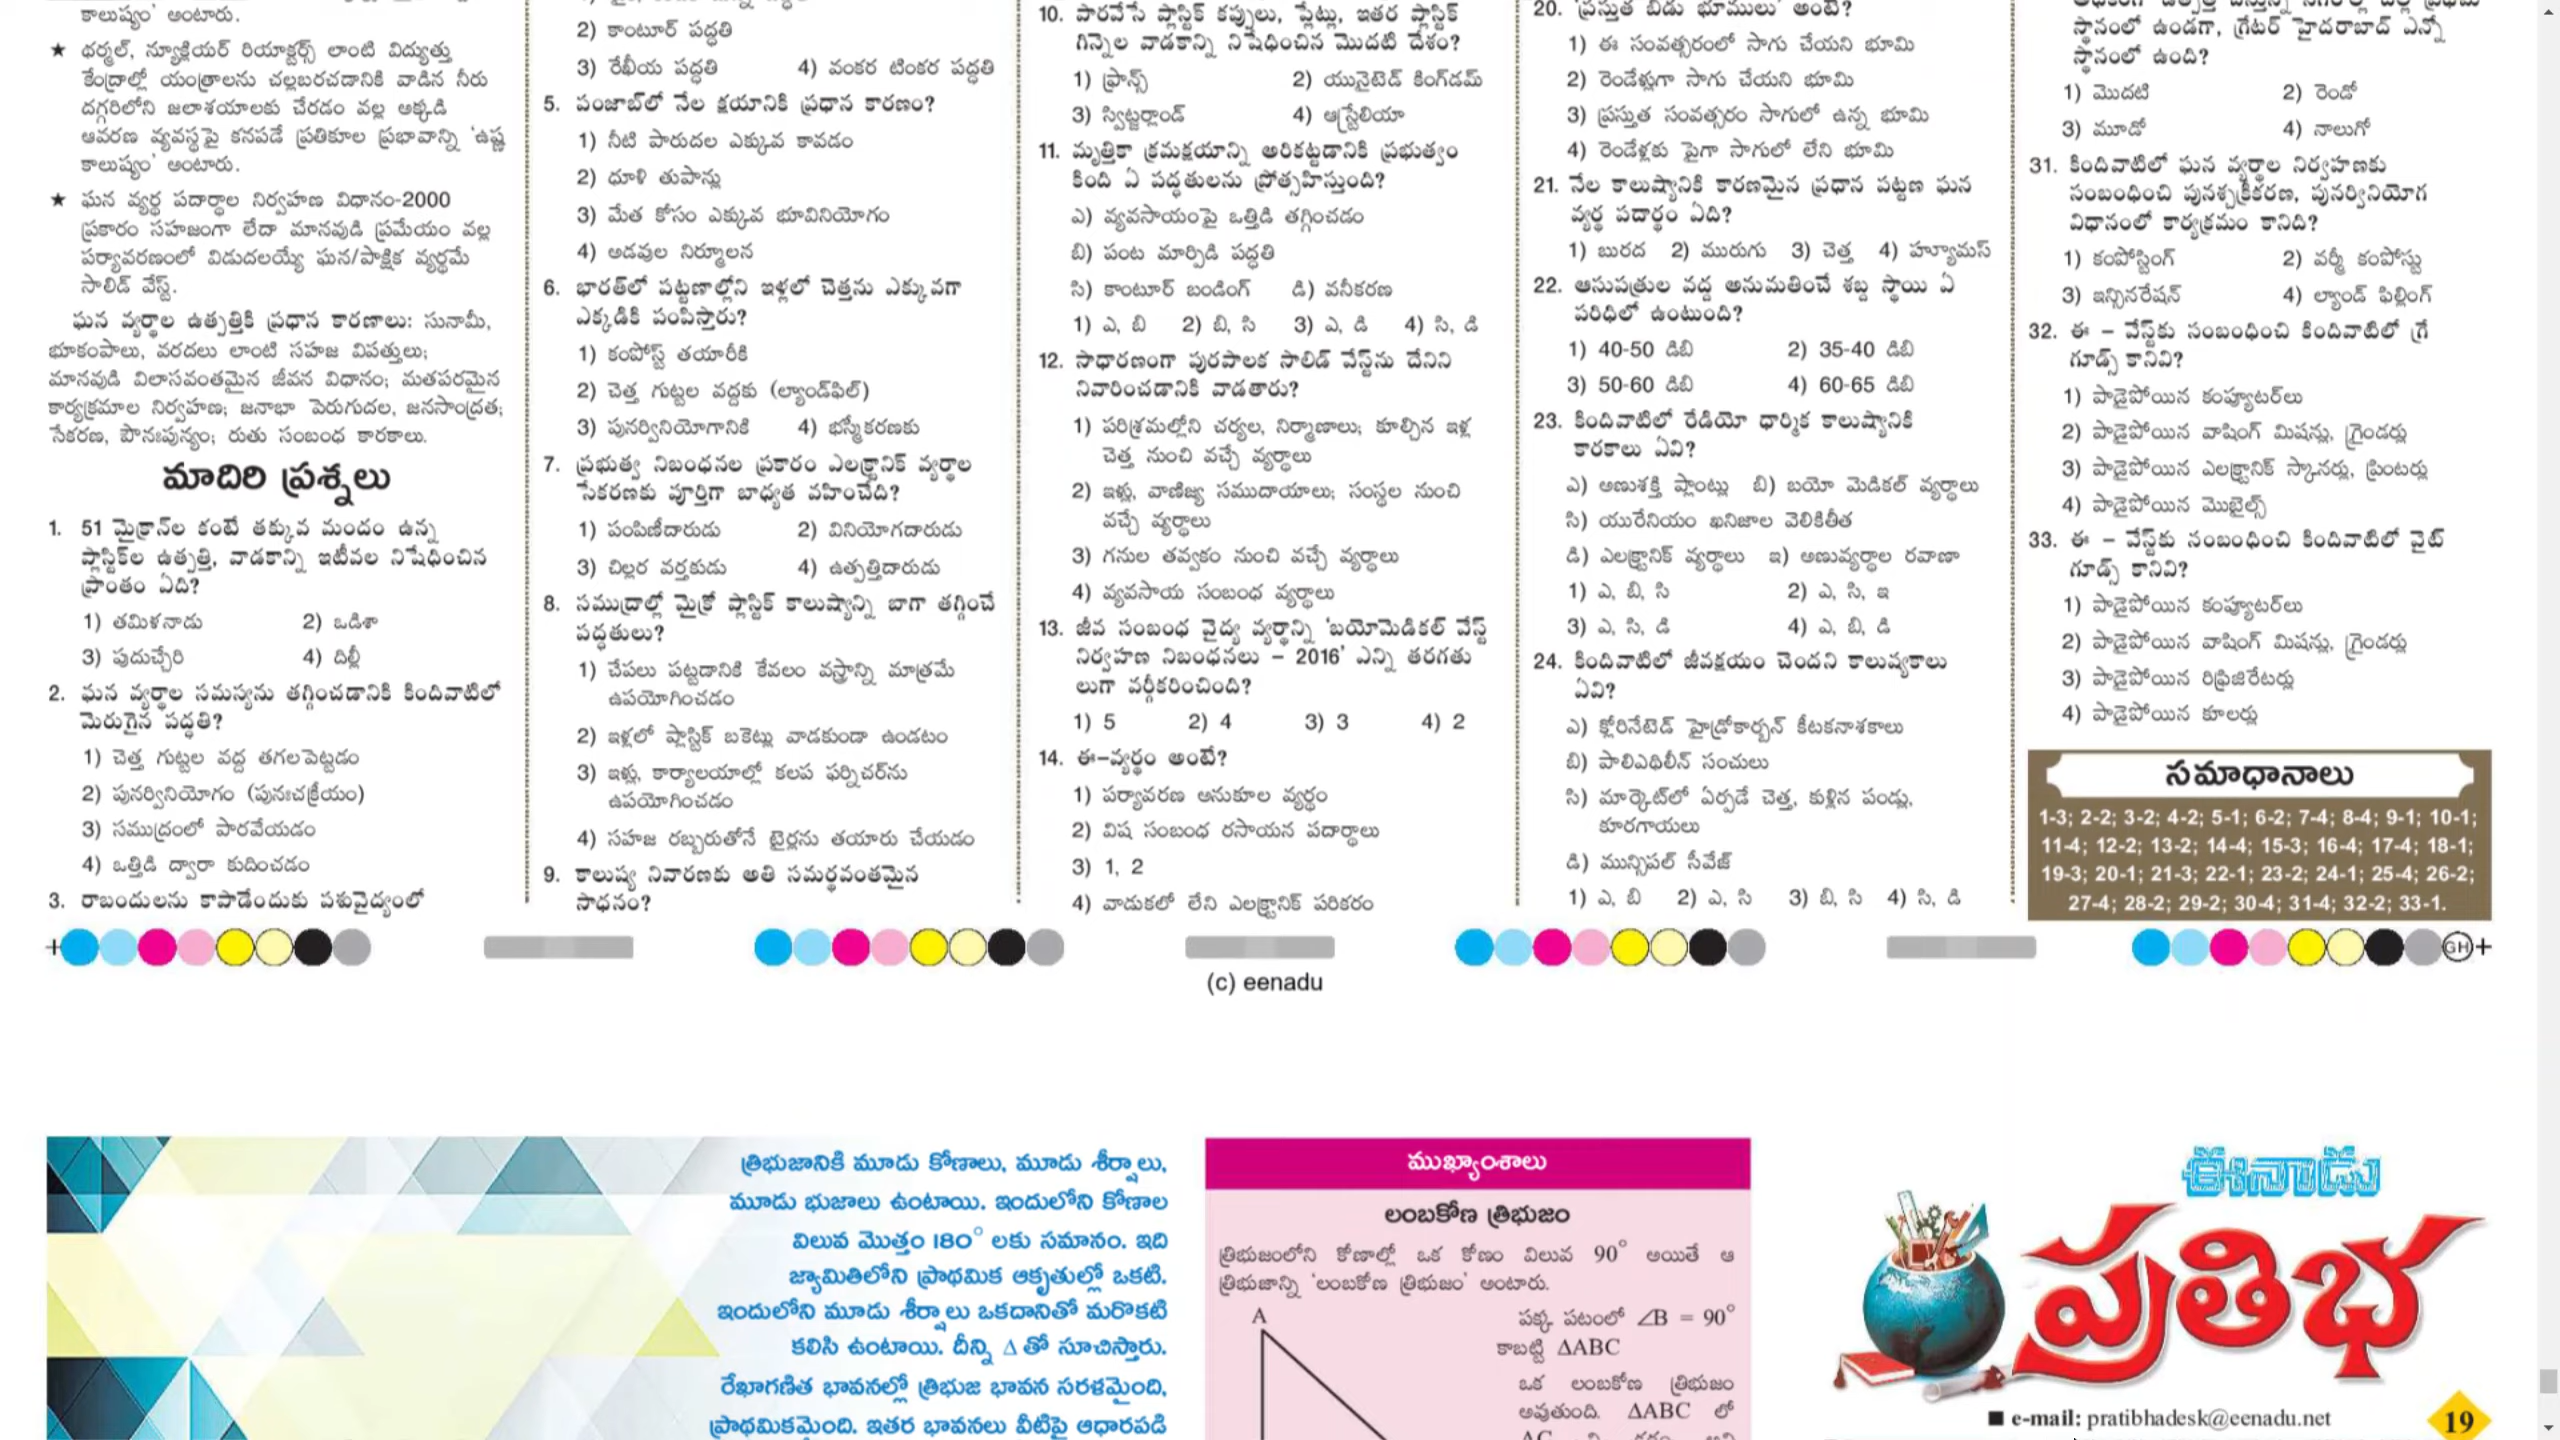 కాలుష్యం' అంటారు.
★ థర్మల్, న్యూక్లియర్ రియాక్టర్స్ లాంటి విద్యుత్తు
కేంద్రాల్లో యంత్రాలను చల్లబరచడానికి వాడిన నీరు
దగ్గరిలోని జలాశయాలకు చేరడం వల్ల అక్కడి
ఆవరణ వ్యవస్థపై కనపడే ప్రతికూల ప్రభావాన్ని 'ఉష్ణ
కాలుష్యం' అంటారు.
★ ఘన వ్యర్థ పదార్థాల నిర్వహణ విధానం-2000
ప్రకారం సహజంగా లేదా మానవుడి ప్రమేయం వల్ల
పర్యావరణంలో విడుదలయ్యే ఘన/పాక్షిక వ్యర్థమే
సాలిడ్ వేస్ట్.
ఘన వ్యర్థాల ఉత్పత్తికి ప్రధాన కారణాలు: సునామీ,
భూకంపాలు, వరదలు లాంటి సహజ విపత్తులు;
మానవుడి విలాసవంతమైన జీవన విధానం; మతపరమైన
కార్యక్రమాల నిర్వహణ; జనాభా పెరుగుదల, జనసాంద్రత;
సేకరణ, పౌనఃపున్యం; రుతు సంబంధ కారకాలు.
మాదిరి ప్రశ్నలు
1. 51 మైక్రాన్‌ల కంటే తక్కువ మందం ఉన్న
ప్లాస్టిక్‌ల ఉత్పత్తి, వాడకాన్ని ఇటీవల నిషేధించిన
ప్రాంతం ఏది?
1) తమిళనాడు 2) ఒడిశా
3) పుదుచ్చేరి 4) దిల్లీ
2. ఘన వ్యర్థాల సమస్యను తగ్గించడానికి కిందివాటిలో
మెరుగైన పద్ధతి?
1) చెత్త గుట్టల వద్ద తగలపెట్టడం
2) పునర్వినియోగం (పునఃచక్రీయం)
3) సముద్రంలో పారవేయడం
4) ఒత్తిడి ద్వారా కుదించడం
3. రాబందులను కాపాడేందుకు పశువైద్యంలో
2) కాంటూర్ పద్ధతి
3) రేఖీయ పద్ధతి 4) వంకర టింకర పద్ధతి
5. పంజాబ్‌లో నేల క్షయానికి ప్రధాన కారణం?
1) నీటి పారుదల ఎక్కువ కావడం
2) ధూళి తుపాన్లు
3) మేత కోసం ఎక్కువ భూవినియోగం
4) అడవుల నిర్మూలన
6. భారత్‌లో పట్టణాల్లోని ఇళ్లలో చెత్తను ఎక్కువగా
ఎక్కడికి పంపిస్తారు?
1) కంపోస్ట్ తయారీకి
2) చెత్త గుట్టల వద్దకు (ల్యాండ్‌ఫిల్)
3) పునర్వినియోగానికి 4) భస్మీకరణకు
7. ప్రభుత్వ నిబంధనల ప్రకారం ఎలక్ట్రానిక్ వ్యర్థాల
సేకరణకు పూర్తిగా బాధ్యత వహించేది?
1) పంపిణీదారుడు 2) వినియోగదారుడు
3) చిల్లర వర్తకుడు 4) ఉత్పత్తిదారుడు
8. సముద్రాల్లో మైక్రో ప్లాస్టిక్ కాలుష్యాన్ని బాగా తగ్గించే
పద్ధతులు?
1) చేపలు పట్టడానికి కేవలం వస్త్రాన్ని మాత్రమే
ఉపయోగించడం
2) ఇళ్లలో ప్లాస్టిక్ బకెట్లు వాడకుండా ఉండటం
3) ఇళ్లు, కార్యాలయాల్లో కలప ఫర్నిచర్‌ను
ఉపయోగించడం
4) సహజ రబ్బరుతోనే టైర్లను తయారు చేయడం
9. కాలుష్య నివారణకు అతి సమర్థవంతమైన
సాధనం?
10. పారవేసే ప్లాస్టిక్ కప్పులు, ప్లేట్లు, ఇతర ప్లాస్టిక్
గిన్నెల వాడకాన్ని నిషేధించిన మొదటి దేశం?
1) ఫ్రాన్స్ 2) యునైటెడ్ కింగ్‌డమ్
3) స్విట్జర్లాండ్ 4) ఆస్ట్రేలియా
11. మృత్తికా క్రమక్షయాన్ని అరికట్టడానికి ప్రభుత్వం
కింది ఏ పద్ధతులను ప్రోత్సహిస్తుంది?
ఎ) వ్యవసాయంపై ఒత్తిడి తగ్గించడం
బి) పంట మార్పిడి పద్ధతి
సి) కాంటూర్ బండింగ్ డి) వనీకరణ
1) ఎ, బి 2) బి, సి 3) ఎ, డి 4) సి, డి
12. సాధారణంగా పురపాలక సాలిడ్ వేస్ట్‌ను దేనిని
నివారించడానికి వాడతారు?
1) పరిశ్రమల్లోని చర్యల, నిర్మాణాలు; కూల్చిన ఇళ్ల
చెత్త నుంచి వచ్చే వ్యర్థాలు
2) ఇళ్లు, వాణిజ్య సముదాయాలు; సంస్థల నుంచి
వచ్చే వ్యర్థాలు
3) గనుల తవ్వకం నుంచి వచ్చే వ్యర్థాలు
4) వ్యవసాయ సంబంధ వ్యర్థాలు
13. జీవ సంబంధ వైద్య వ్యర్థాన్ని 'బయోమెడికల్ వేస్ట్
నిర్వహణ నిబంధనలు – 2016' ఎన్ని తరగతు
లుగా వర్గీకరించింది?
1) 5 2) 4 3) 3 4) 2
14. ఈ–వ్యర్థం అంటే?
1) పర్యావరణ అనుకూల వ్యర్థం
2) విష సంబంధ రసాయన పదార్థాలు
3) 1, 2
4) వాడుకలో లేని ఎలక్ట్రానిక్ పరికరం
20. 'ప్రస్తుత బీడు భూములు' అంటే?
1) ఈ సంవత్సరంలో సాగు చేయని భూమి
2) రెండేళ్లుగా సాగు చేయని భూమి
3) ప్రస్తుత సంవత్సరం సాగులో ఉన్న భూమి
4) రెండేళ్లకు పైగా సాగులో లేని భూమి
21. నేల కాలుష్యానికి కారణమైన ప్రధాన పట్టణ ఘన
వ్యర్థ పదార్థం ఏది?
1) బురద 2) మురుగు 3) చెత్త 4) హ్యూమస్
22. ఆసుపత్రుల వద్ద అనుమతించే శబ్ద స్థాయి ఏ
పరిధిలో ఉంటుంది?
1) 40-50 డిబి 2) 35-40 డిబి
3) 50-60 డిబి 4) 60-65 డిబి
23. కిందివాటిలో రేడియో ధార్మిక కాలుష్యానికి
కారకాలు ఏవి?
ఎ) అణుశక్తి ప్లాంట్లు బి) బయో మెడికల్ వ్యర్థాలు
సి) యురేనియం ఖనిజాల వెలికితీత
డి) ఎలక్ట్రానిక్ వ్యర్థాలు ఇ) అణువ్యర్థాల రవాణా
1) ఎ, బి, సి 2) ఎ, సి, ఇ
3) ఎ, సి, డి 4) ఎ, బి, డి
24. కిందివాటిలో జీవక్షయం చెందని కాలుష్యకాలు
ఏవి?
ఎ) క్లోరినేటెడ్ హైడ్రోకార్బన్ కీటకనాశకాలు
బి) పాలిఎథిలీన్ సంచులు
సి) మార్కెట్‌లో ఏర్పడే చెత్త, కుళ్లిన పండ్లు,
కూరగాయలు
డి) మున్సిపల్ సీవేజ్
1) ఎ, బి 2) ఎ, సి 3) బి, సి 4) సి, డి
స్థానంలో ఉండగా, గ్రేటర్ హైదరాబాద్ ఎన్నో
స్థానంలో ఉంది?
1) మొదటి 2) రెండో
3) మూడో 4) నాలుగో
31. కిందివాటిలో ఘన వ్యర్థాల నిర్వహణకు
సంబంధించి పునశ్చక్రీకరణ, పునర్వినియోగ
విధానంలో కార్యక్రమం కానిది?
1) కంపోస్టింగ్ 2) వర్మీ కంపోస్టు
3) ఇన్సినరేషన్ 4) ల్యాండ్ ఫిల్లింగ్
32. ఈ – వేస్ట్‌కు సంబంధించి కిందివాటిలో గ్రే
గూడ్స్ కానివి?
1) పాడైపోయిన కంప్యూటర్‌లు
2) పాడైపోయిన వాషింగ్ మిషన్లు, గ్రైండర్లు
3) పాడైపోయిన ఎలక్ట్రానిక్ స్కానర్లు, ప్రింటర్లు
4) పాడైపోయిన మొబైల్స్
33. ఈ – వేస్ట్‌కు సంబంధించి కిందివాటిలో వైట్
గూడ్స్ కానివి?
1) పాడైపోయిన కంప్యూటర్‌లు
2) పాడైపోయిన వాషింగ్ మిషన్లు, గ్రైండర్లు
3) పాడైపోయిన రిఫ్రిజిరేటర్లు
4) పాడైపోయిన కూలర్లు
సమాధానాలు
1-3; 2-2; 3-2; 4-2; 5-1; 6-2; 7-4; 8-4; 9-1; 10-1;
11-4; 12-2; 13-2; 14-4; 15-3; 16-4; 17-4; 18-1;
19-3; 20-1; 21-3; 22-1; 23-2; 24-1; 25-4; 26-2;
27-4; 28-2; 29-2; 30-4; 31-4; 32-2; 33-1.
GH
(c) eenadu
త్రిభుజానికి మూడు కోణాలు, మూడు శీర్షాలు,
మూడు భుజాలు ఉంటాయి. ఇందులోని కోణాల
విలువ మొత్తం 180° లకు సమానం. ఇది
జ్యామితిలోని ప్రాథమిక ఆకృతుల్లో ఒకటి.
ఇందులోని మూడు శీర్షాలు ఒకదానితో మరొకటి
కలిసి ఉంటాయి. దీన్ని Δ తో సూచిస్తారు.
రేఖాగణిత భావనల్లో త్రిభుజ భావన సరళమైంది,
ప్రాథమికమైంది. ఇతర భావనలు వీటిపై ఆధారపడి
ముఖ్యాంశాలు
లంబకోణ త్రిభుజం
త్రిభుజంలోని కోణాల్లో ఒక కోణం విలువ 90° అయితే ఆ
త్రిభుజాన్ని 'లంబకోణ త్రిభుజం' అంటారు.
A
పక్క పటంలో ∠B = 90°
కాబట్టి ΔABC
ఒక లంబకోణ త్రిభుజం
అవుతుంది. ΔABC లో
ఈనాడు
ప్రతిభ
■ e-mail: pratibhadesk@eenadu.net
19